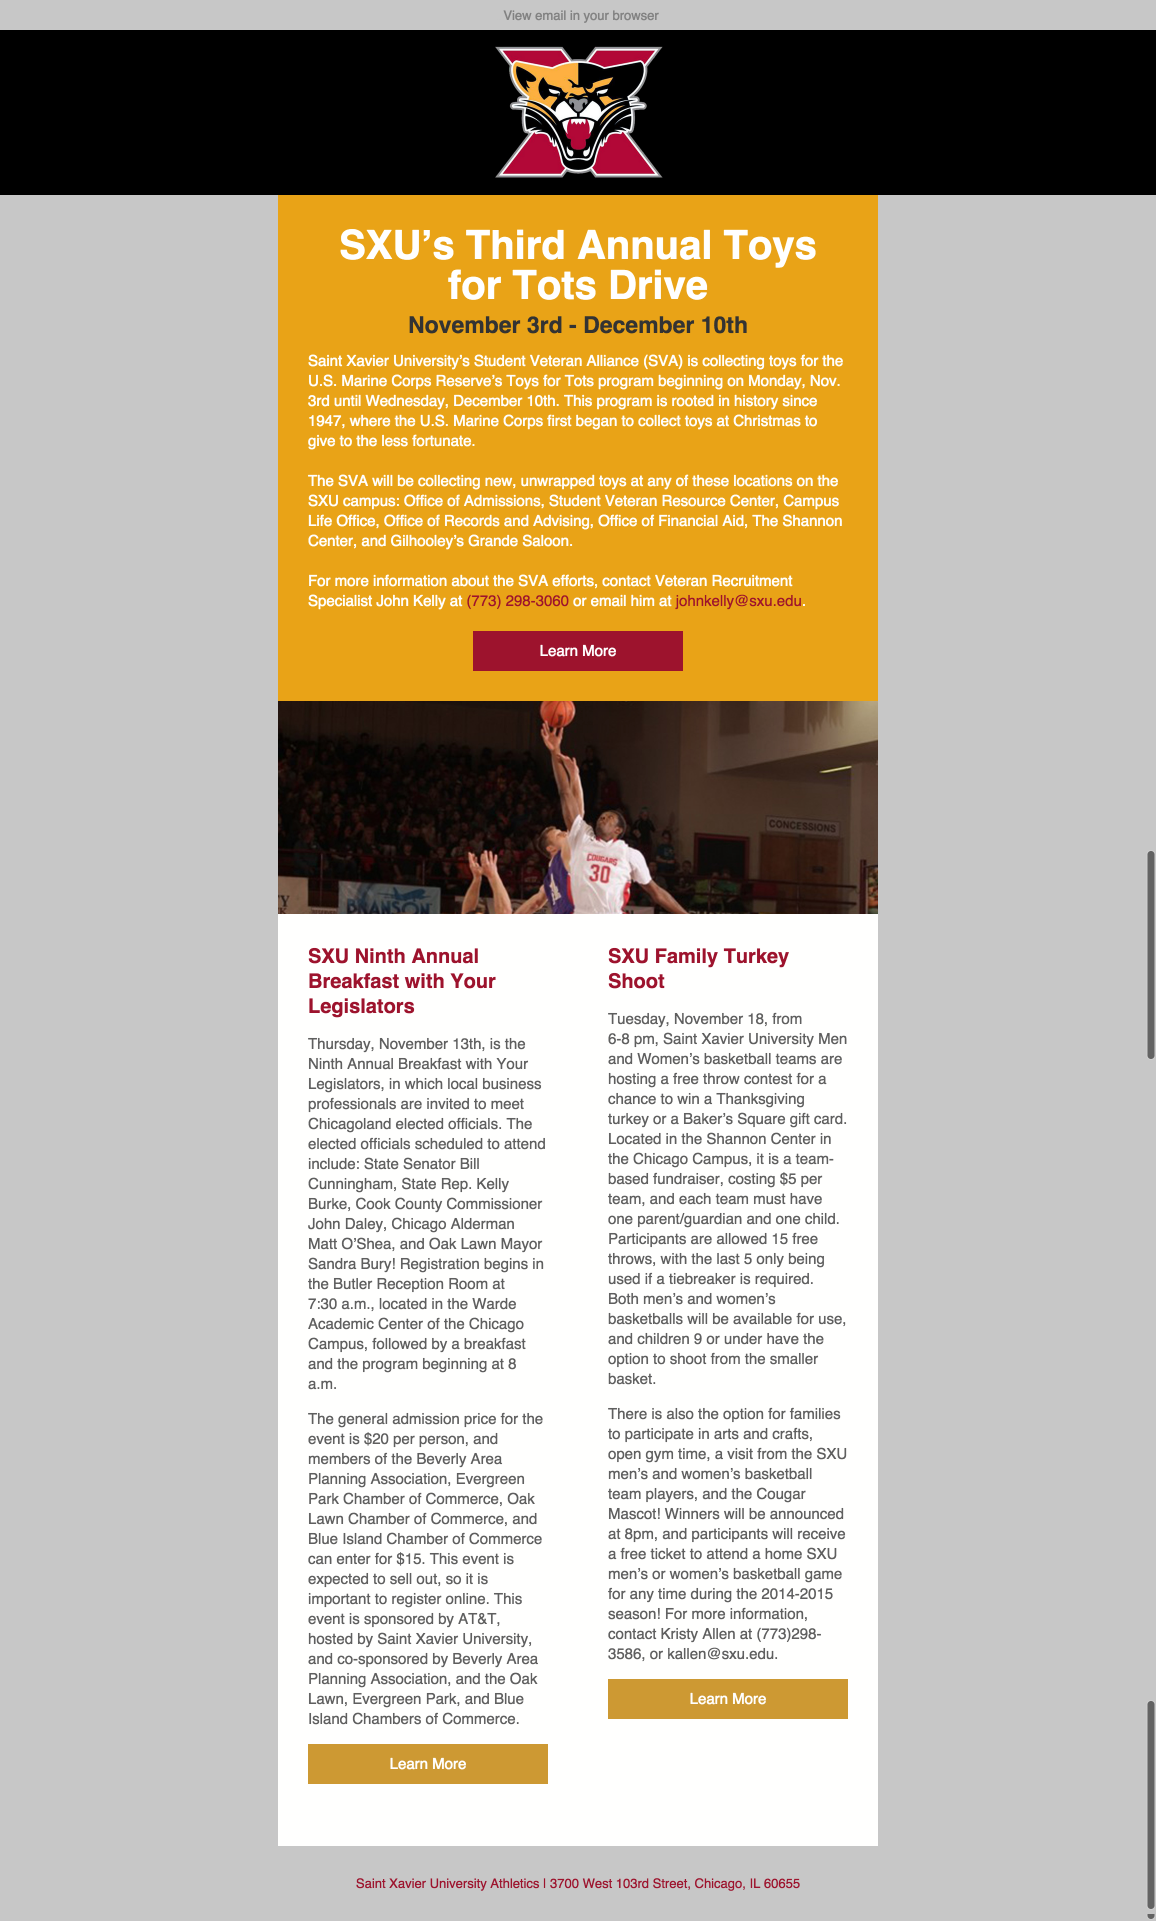 View email in your browser
SXU’s Third Annual Toys
for Tots Drive
November 3rd - December 10th
Saint Xavier University’s Student Veteran Alliance (SVA) is collecting toys for the
U.S. Marine Corps Reserve’s Toys for Tots program beginning on Monday, Nov.
3rd until Wednesday, December 10th. This program is rooted in history since
1947, where the U.S. Marine Corps first began to collect toys at Christmas to
give to the less fortunate.
The SVA will be collecting new, unwrapped toys at any of these locations on the
SXU campus: Office of Admissions, Student Veteran Resource Center, Campus
Life Office, Office of Records and Advising, Office of Financial Aid, The Shannon
Center, and Gilhooley’s Grande Saloon.
For more information about the SVA efforts, contact Veteran Recruitment
Specialist John Kelly at (773) 298-3060 or email him at johnkelly@sxu.edu.
Learn More
CONCESSIONS
COUGARS
30
BRANSON
SXU Ninth Annual
Breakfast with Your
Legislators
Thursday, November 13th, is the
Ninth Annual Breakfast with Your
Legislators, in which local business
professionals are invited to meet
Chicagoland elected officials. The
elected officials scheduled to attend
include: State Senator Bill
Cunningham, State Rep. Kelly
Burke, Cook County Commissioner
John Daley, Chicago Alderman
Matt O’Shea, and Oak Lawn Mayor
Sandra Bury! Registration begins in
the Butler Reception Room at
7:30 a.m., located in the Warde
Academic Center of the Chicago
Campus, followed by a breakfast
and the program beginning at 8
a.m.
The general admission price for the
event is $20 per person, and
members of the Beverly Area
Planning Association, Evergreen
Park Chamber of Commerce, Oak
Lawn Chamber of Commerce, and
Blue Island Chamber of Commerce
can enter for $15. This event is
expected to sell out, so it is
important to register online. This
event is sponsored by AT&T,
hosted by Saint Xavier University,
and co-sponsored by Beverly Area
Planning Association, and the Oak
Lawn, Evergreen Park, and Blue
Island Chambers of Commerce.
Learn More
SXU Family Turkey
Shoot
Tuesday, November 18, from
6-8 pm, Saint Xavier University Men
and Women’s basketball teams are
hosting a free throw contest for a
chance to win a Thanksgiving
turkey or a Baker’s Square gift card.
Located in the Shannon Center in
the Chicago Campus, it is a team-
based fundraiser, costing $5 per
team, and each team must have
one parent/guardian and one child.
Participants are allowed 15 free
throws, with the last 5 only being
used if a tiebreaker is required.
Both men’s and women’s
basketballs will be available for use,
and children 9 or under have the
option to shoot from the smaller
basket.
There is also the option for families
to participate in arts and crafts,
open gym time, a visit from the SXU
men’s and women’s basketball
team players, and the Cougar
Mascot! Winners will be announced
at 8pm, and participants will receive
a free ticket to attend a home SXU
men’s or women’s basketball game
for any time during the 2014-2015
season! For more information,
contact Kristy Allen at (773)298-
3586, or kallen@sxu.edu.
Learn More
Saint Xavier University Athletics | 3700 West 103rd Street, Chicago, IL 60655